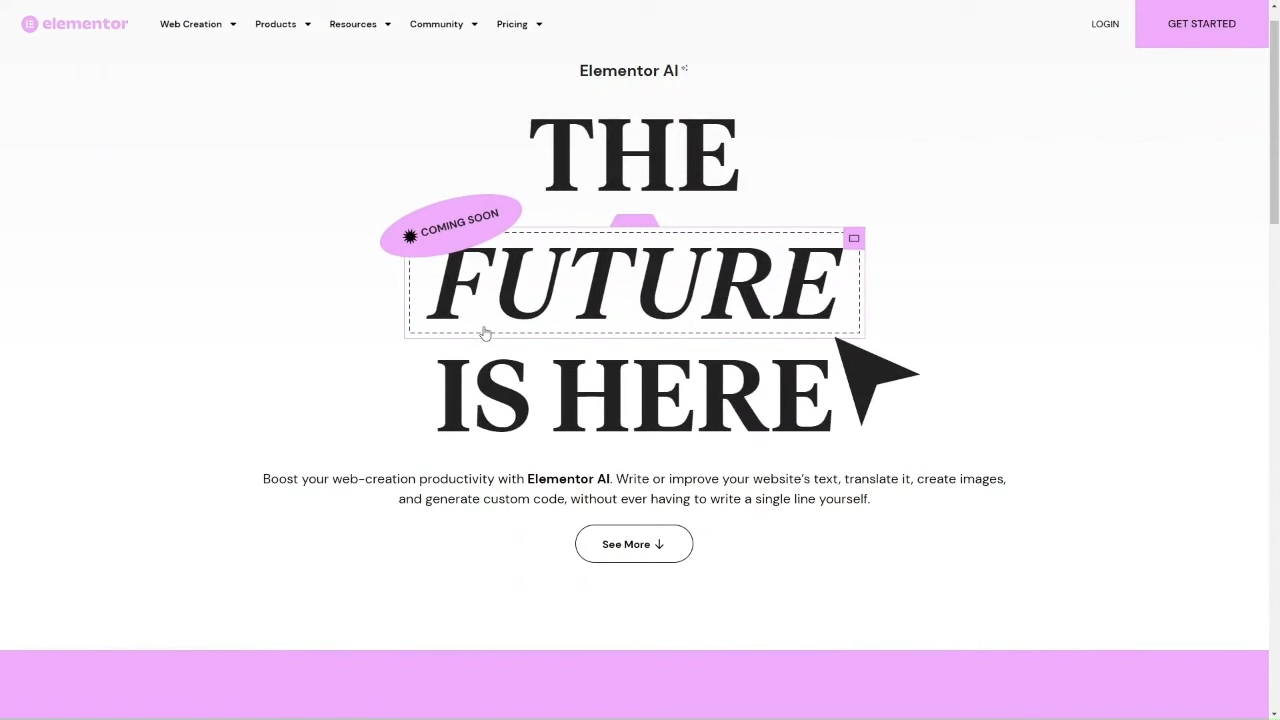 elementor
Web Creation
Products
Resources
Community
Pricing
LOGIN
GET STARTED
Elementor AI
THE
COMING SOON
FUTURE
IS HERE
Boost your web-creation productivity with Elementor AI. Write or improve your website’s text, translate it, create images,
and generate custom code, without ever having to write a single line yourself.
See More ↓